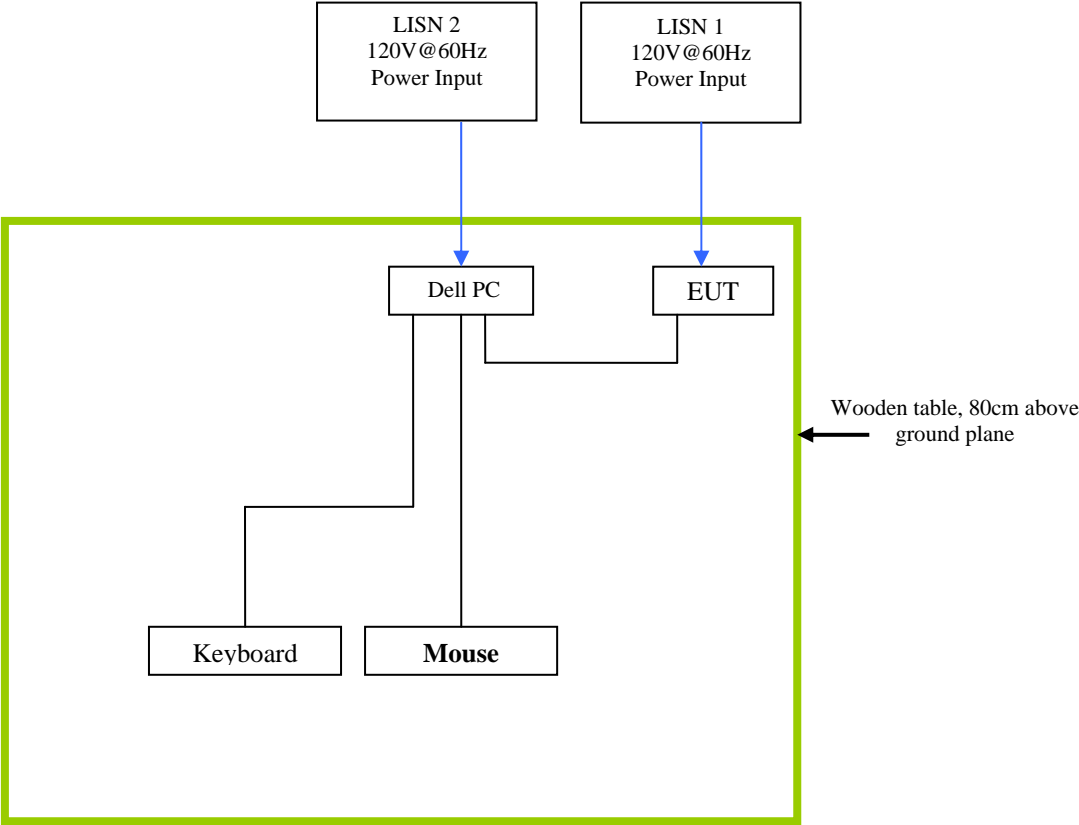 LISN 2
120V@60Hz
Power Input
LISN 1
120V@60Hz
Power Input
Dell PC
EUT
Wooden table, 80cm above
ground plane
Keyboard
Mouse